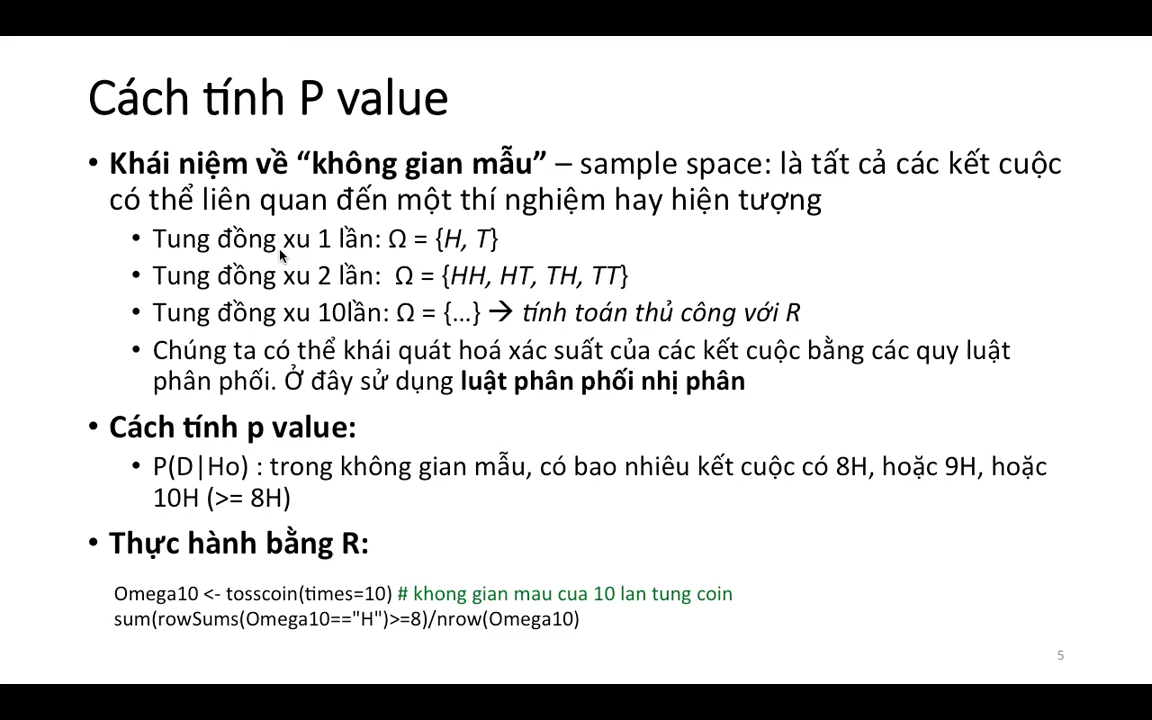 Cách tính P value
• Khái niệm về “không gian mẫu” – sample space: là tất cả các kết cuộc
có thể liên quan đến một thí nghiệm hay hiện tượng
• Tung đồng xu 1 lần: Ω = {H, T}
• Tung đồng xu 2 lần: Ω = {HH, HT, TH, TT}
• Tung đồng xu 10lần: Ω = {…} → tính toán thủ công với R
• Chúng ta có thể khái quát hoá xác suất của các kết cuộc bằng các quy luật
phân phối. Ở đây sử dụng luật phân phối nhị phân
• Cách tính p value:
• P(D|Ho) : trong không gian mẫu, có bao nhiêu kết cuộc có 8H, hoặc 9H, hoặc
10H (>= 8H)
• Thực hành bằng R:
Omega10 <- tosscoin(times=10) # khong gian mau cua 10 lan tung coin
sum(rowSums(Omega10=="H")>=8)/nrow(Omega10)
5